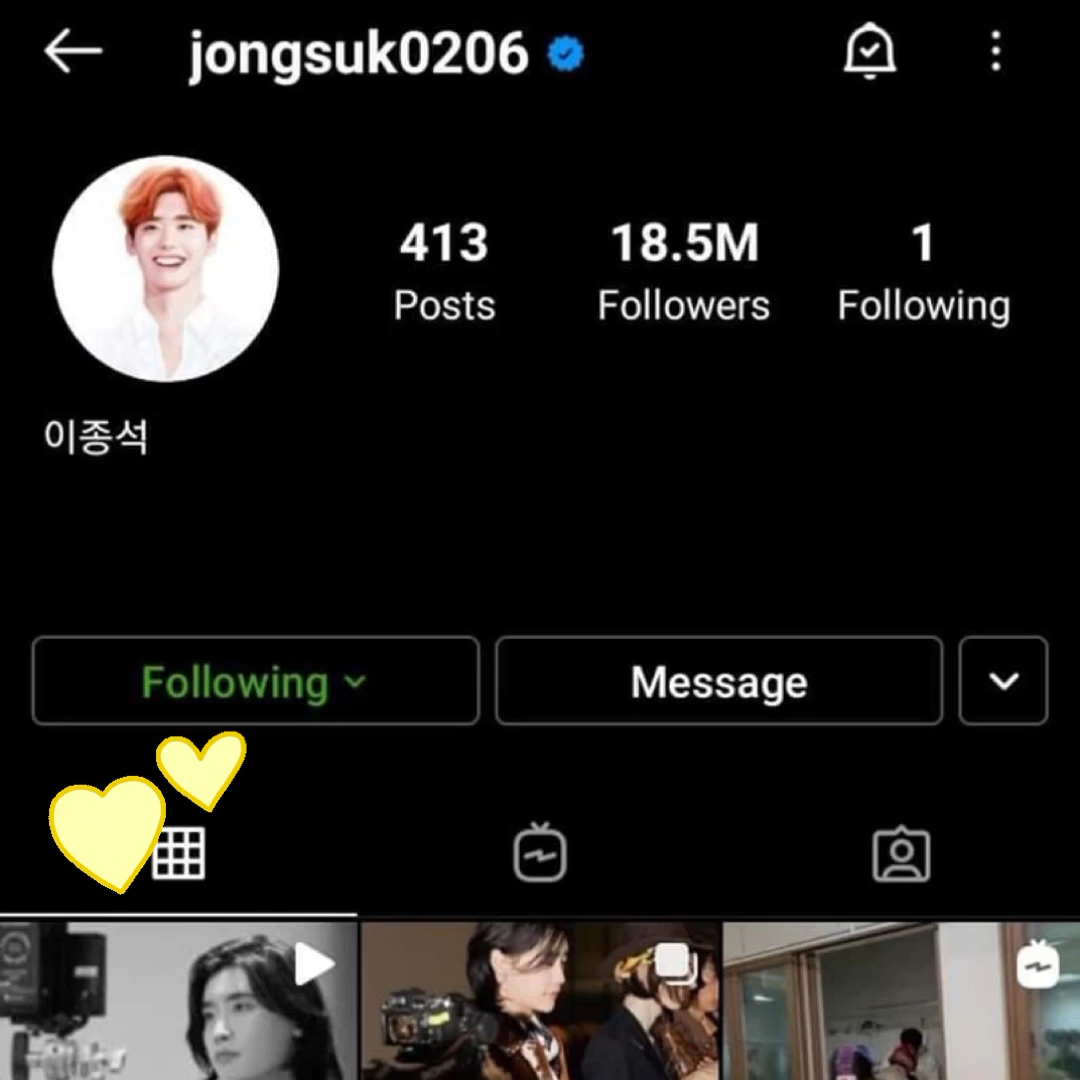 jongsuk0206
413 18.5M 1
Posts Followers Following
이종석
Following Message